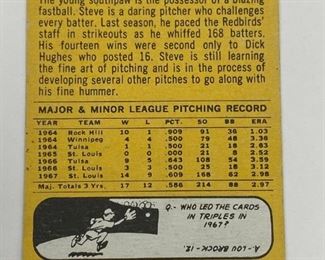 The young southpaw is the possessor of a blazing
fastball. Steve is a daring pitcher who challenges
every batter. Last season, he paced the Redbirds'
staff in strikeouts as he whiffed 168 batters.
His fourteen wins were second only to Dick
Hughes who posted 16. Steve is still learning
the fine art of pitching and is in the process
of developing several other pitches to go along with
his fine hummer.
MAJOR & MINOR LEAGUE PITCHING RECORD
YEAR TEAM W L PCT. SO BB ERA
1964 Rock Hill 10 1 .909 91 36 1.03
1964 Winnipeg 4 4 .500 79 48 3.36
1964 Tulsa 1 1 .500 43 18 2.54
1965 St. Louis 0 0 .000 21 8 2.52
1966 Tulsa 9 5 .643 108 54 3.59
1966 St. Louis 3 3 .500 25 18 3.12
1967 St. Louis 14 9 .609 168 62 2.98
Maj. Totals 3 Yrs. 17 12 .586 214 88 2.97
Q.- WHO LED THE CARDS
IN TRIPLES IN
1967?
A.- LOU BROCK - 12.